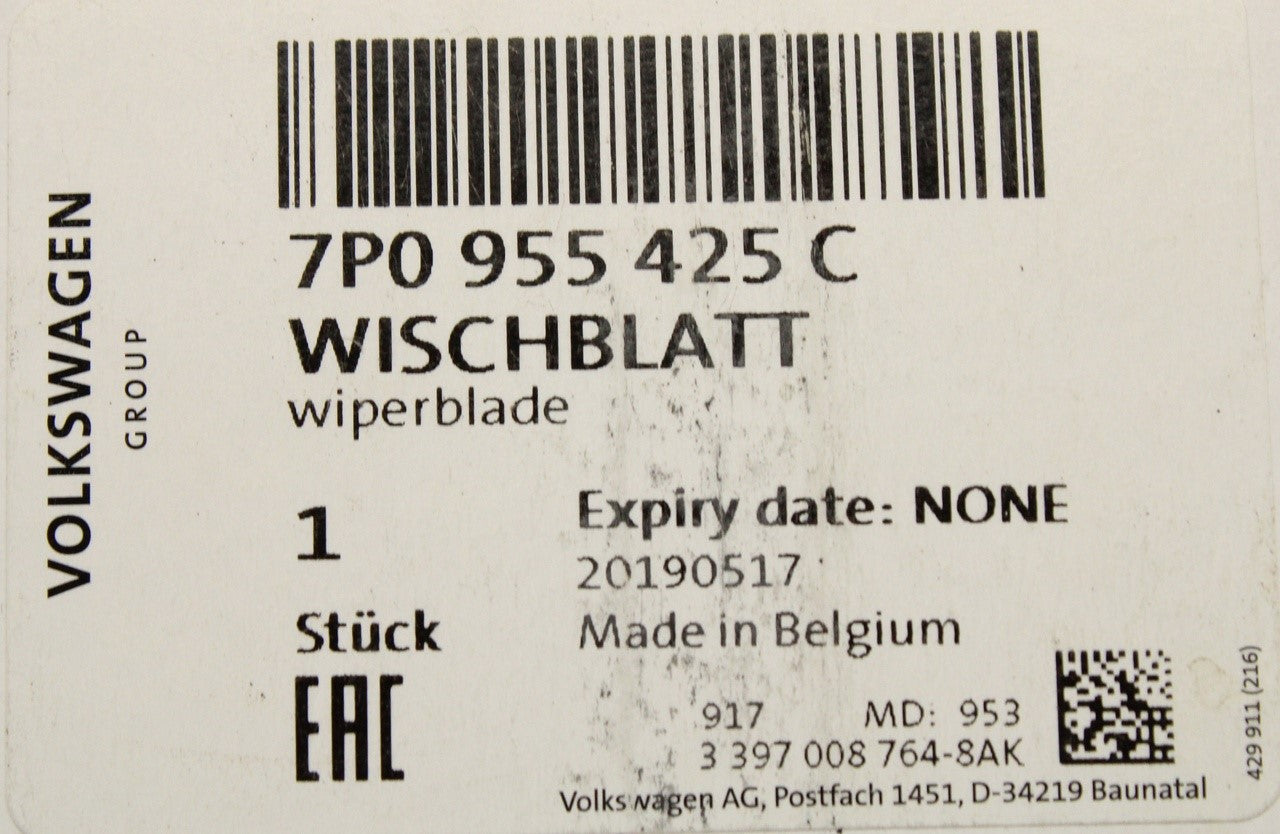 VOLKSWAGEN
GROUP
7P0 955 425 C
WISCHBLATT
wiperblade
1
Expiry date: NONE
20190517
Stück
Made in Belgium
EAC
917 MD: 953
3 397 008 764-8AK
Volkswagen AG, Postfach 1451, D-34219 Baunatal
429 911 (216)